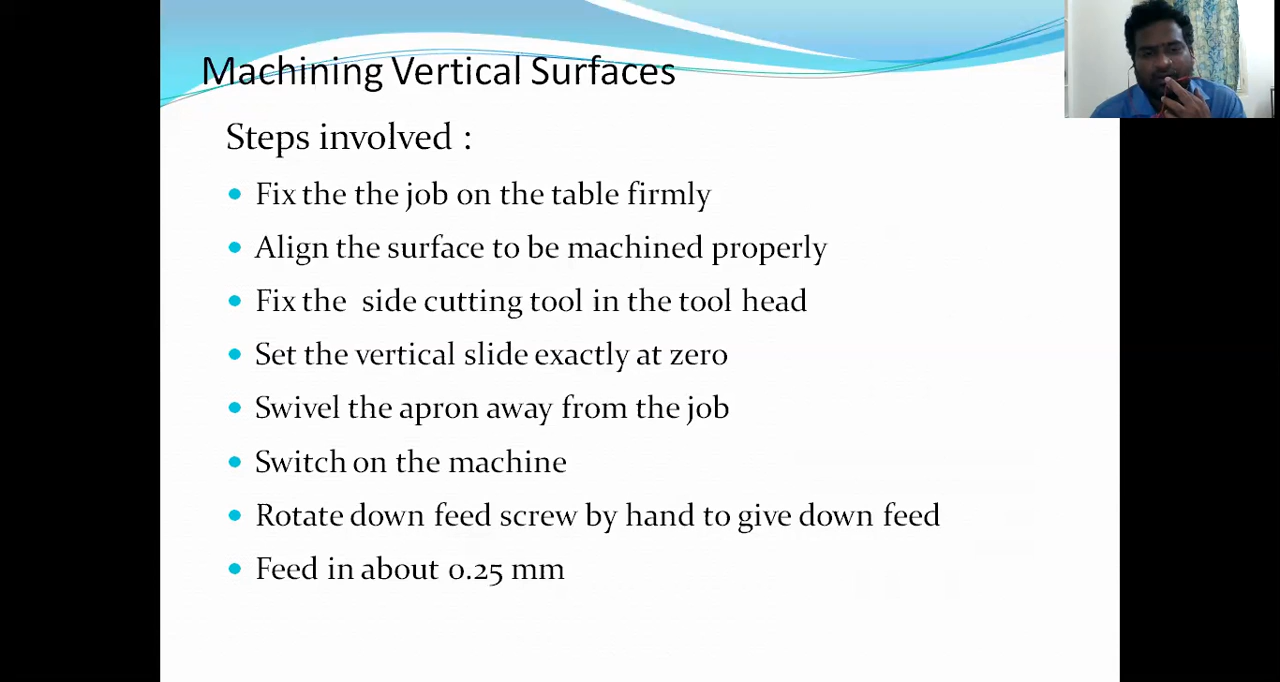 Machining Vertical Surfaces
Steps involved :
Fix the the job on the table firmly
Align the surface to be machined properly
Fix the side cutting tool in the tool head
Set the vertical slide exactly at zero
Swivel the apron away from the job
Switch on the machine
Rotate down feed screw by hand to give down feed
Feed in about 0.25 mm